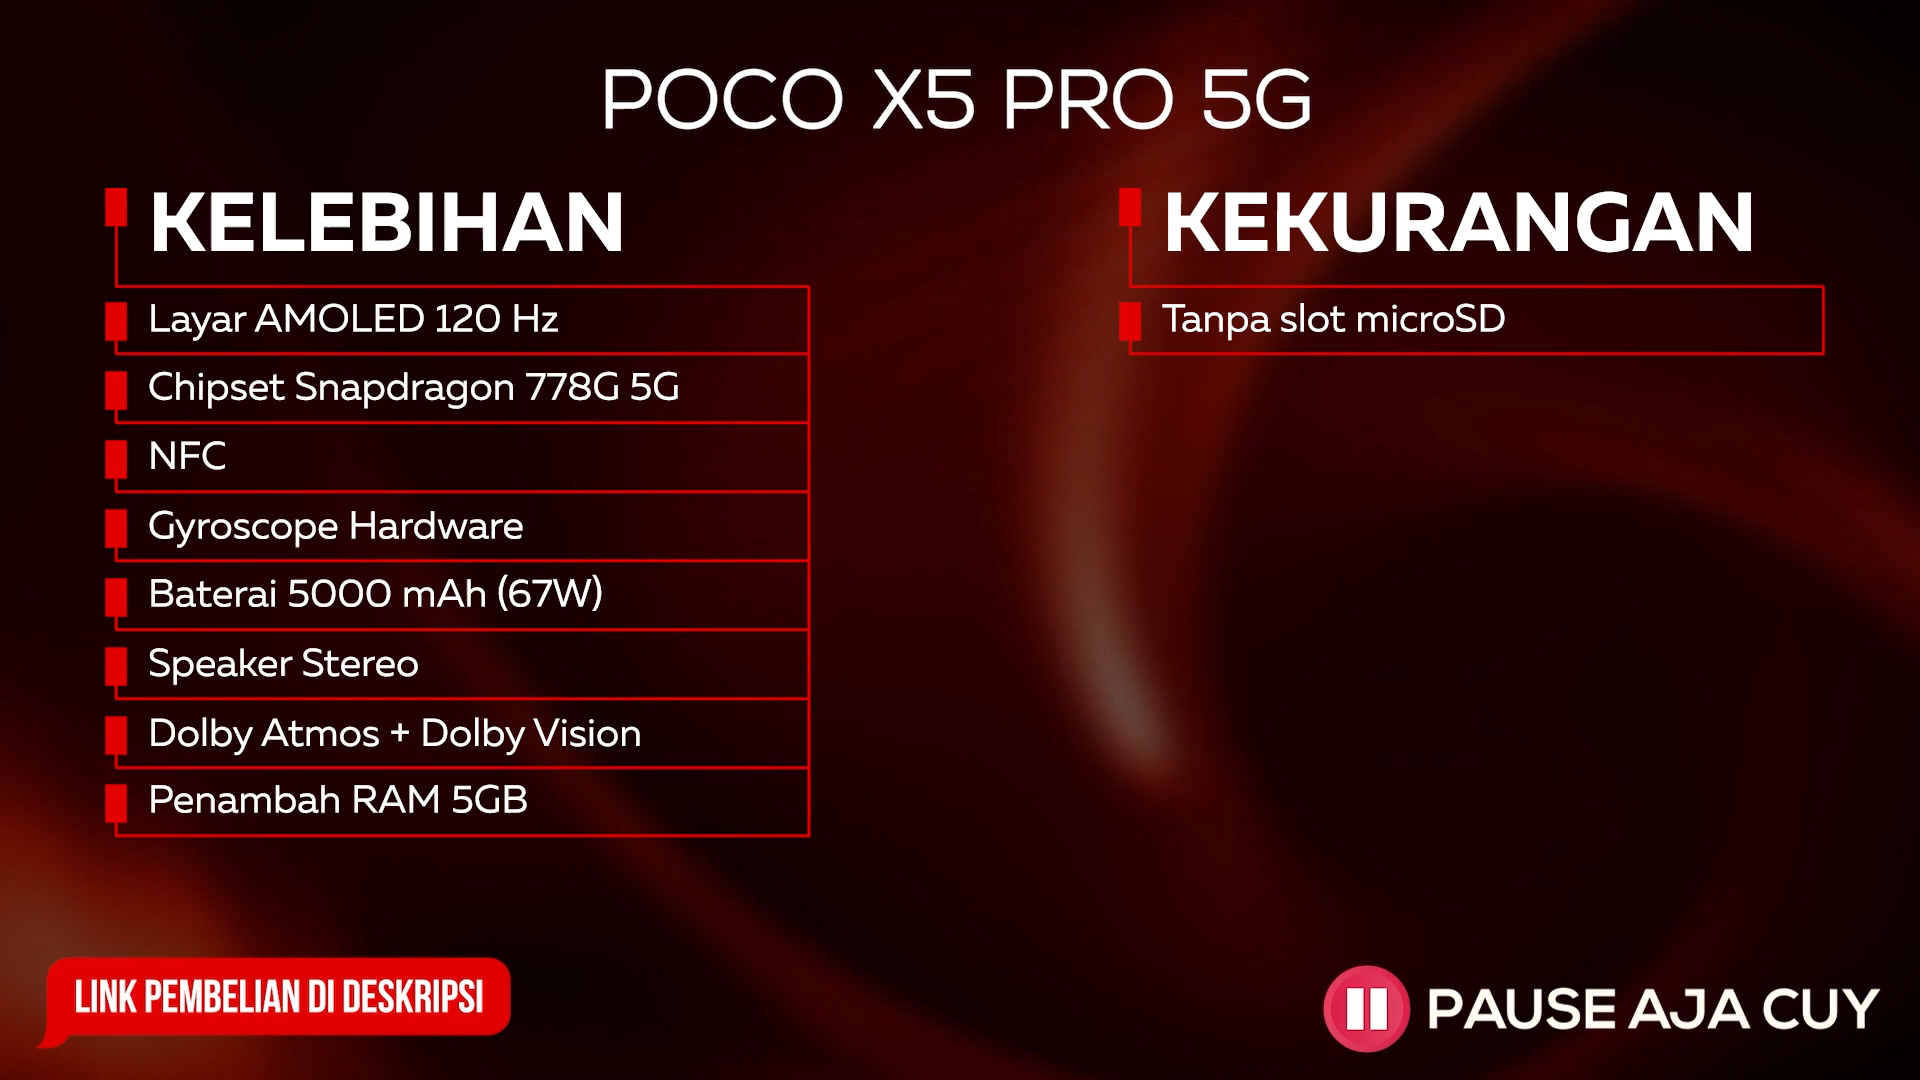 POCO X5 PRO 5G
KELEBIHAN
Layar AMOLED 120 Hz
Chipset Snapdragon 778G 5G
NFC
Gyroscope Hardware
Baterai 5000 mAh (67W)
Speaker Stereo
Dolby Atmos + Dolby Vision
Penambah RAM 5GB
KEKURANGAN
Tanpa slot microSD
LINK PEMBELIAN DI DESKRIPSI
PAUSE AJA CUY